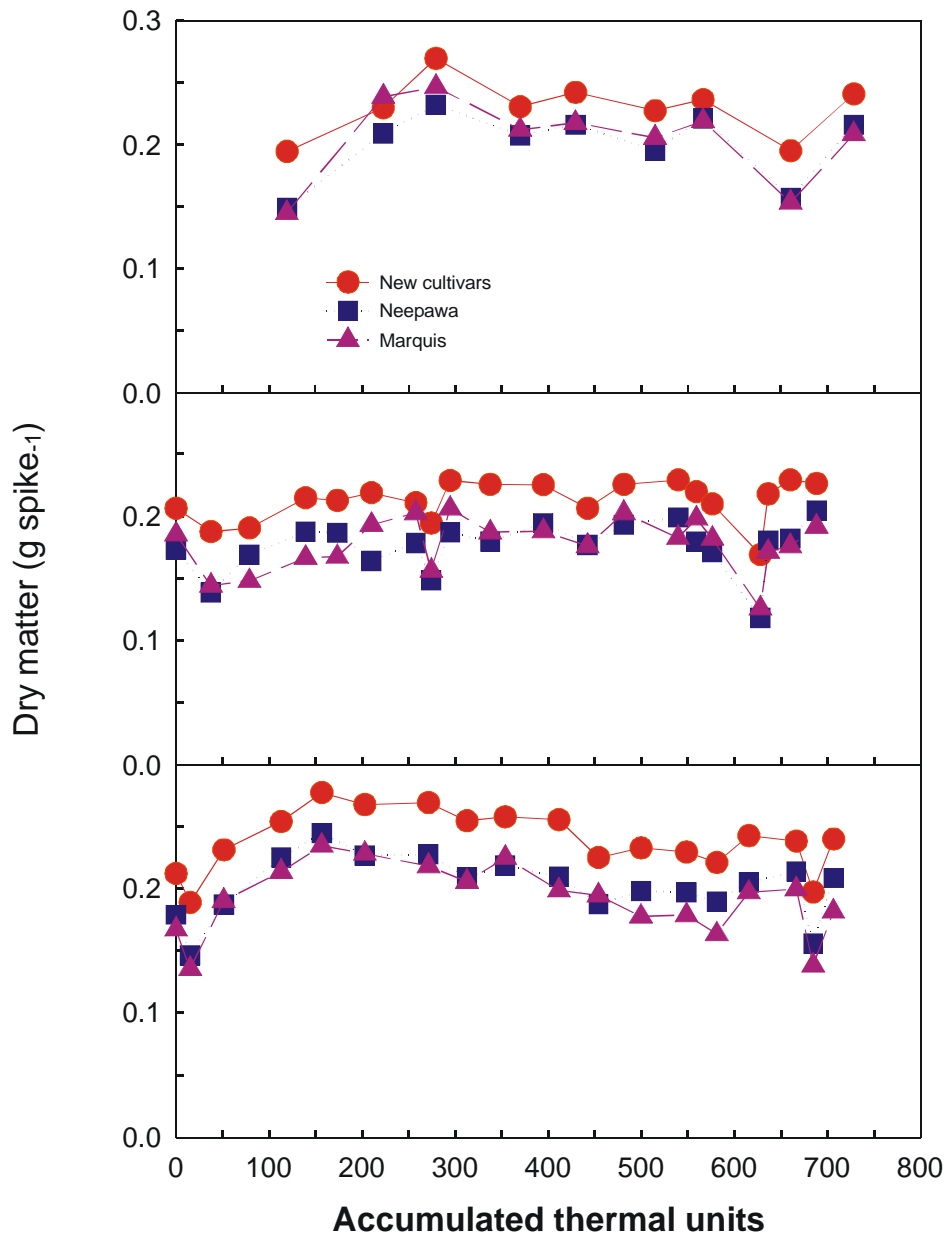 0.3
0.2
0.1
0.0
New cultivars
Neepawa
Marquis
0.2
0.1
0.0
0.2
0.1
0.0
Dry matter (g spike-1)
0 100 200 300 400 500 600 700 800
Accumulated thermal units